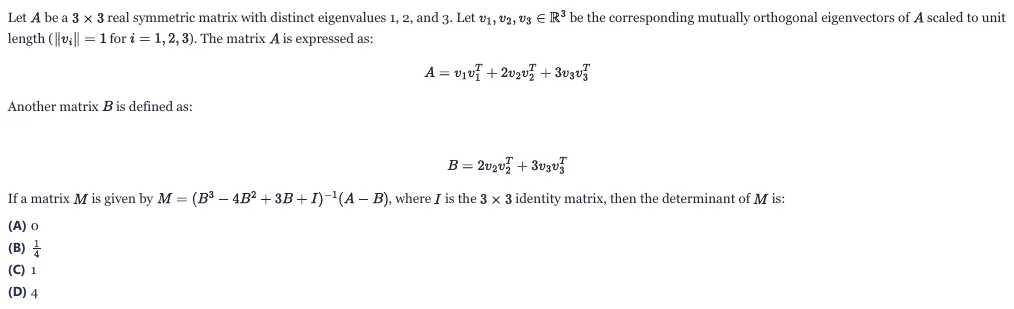 Let A be a 3 × 3 real symmetric matrix with distinct eigenvalues 1, 2, and 3. Let v₁, v₂, v₃ ∈ ℝ³ be the corresponding mutually orthogonal eigenvectors of A scaled to unit
length (‖vᵢ‖ = 1 for i = 1, 2, 3). The matrix A is expressed as:
A = v₁v₁ᵀ + 2v₂v₂ᵀ + 3v₃v₃ᵀ
Another matrix B is defined as:
B = 2v₂v₂ᵀ + 3v₃v₃ᵀ
If a matrix M is given by M = (B³ − 4B² + 3B + I)⁻¹(A − B), where I is the 3 × 3 identity matrix, then the determinant of M is:
(A) 0
(B) 1/4
(C) 1
(D) 4